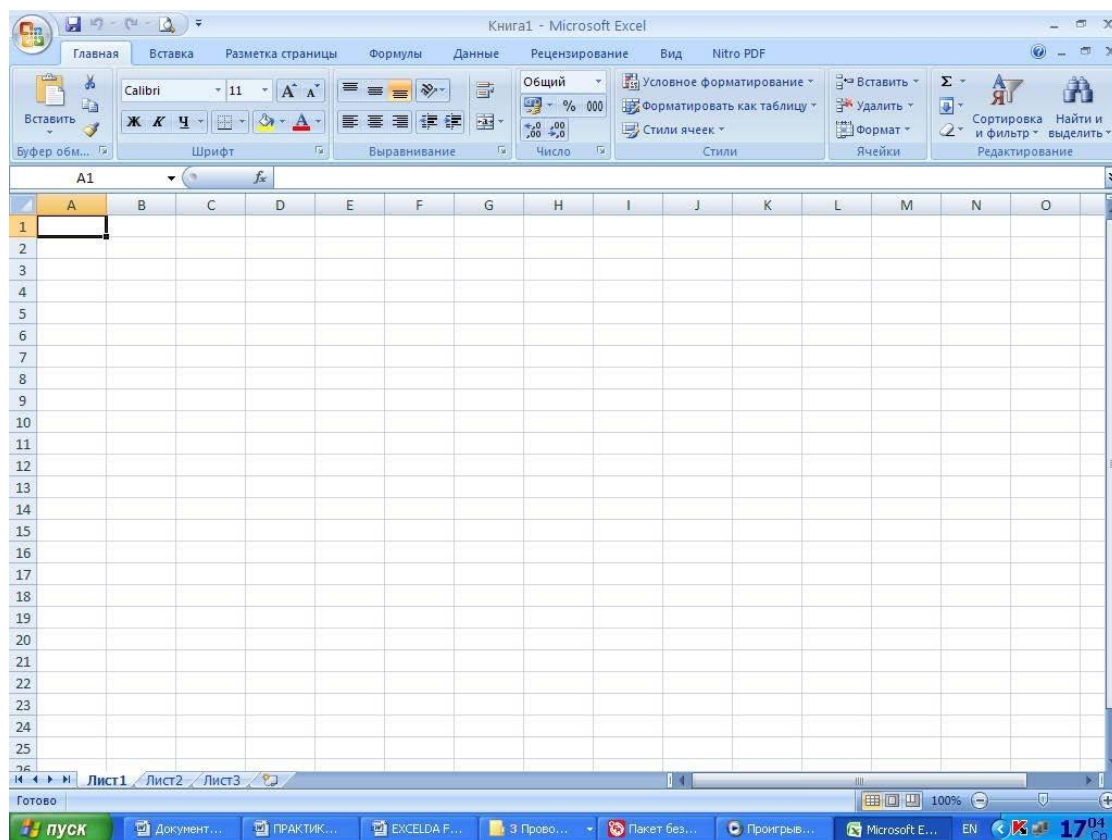 Книга1 - Microsoft Excel
Главная Вставка Разметка страницы Формулы Данные Рецензирование Вид Nitro PDF
Calibri 11 Общий Условное форматирование Вставить Σ
Вставить Ж К Ч % 000 Форматировать как таблицу Удалить Сортировка и фильтр Найти и выделить
Стили ячеек Формат
Буфер обм... Шрифт Выравнивание Число Стили Ячейки Редактирование
A1 fx
A B C D E F G H I J K L M N O
1
2
3
4
5
6
7
8
9
10
11
12
13
14
15
16
17
18
19
20
21
22
23
24
25
26
Лист1 Лист2 Лист3
Готово 100%
пуск Документ... ПРАКТИК... EXCELDA F... 3 Прово... Пакет без... Проигрыв... Microsoft E... EN 17 04